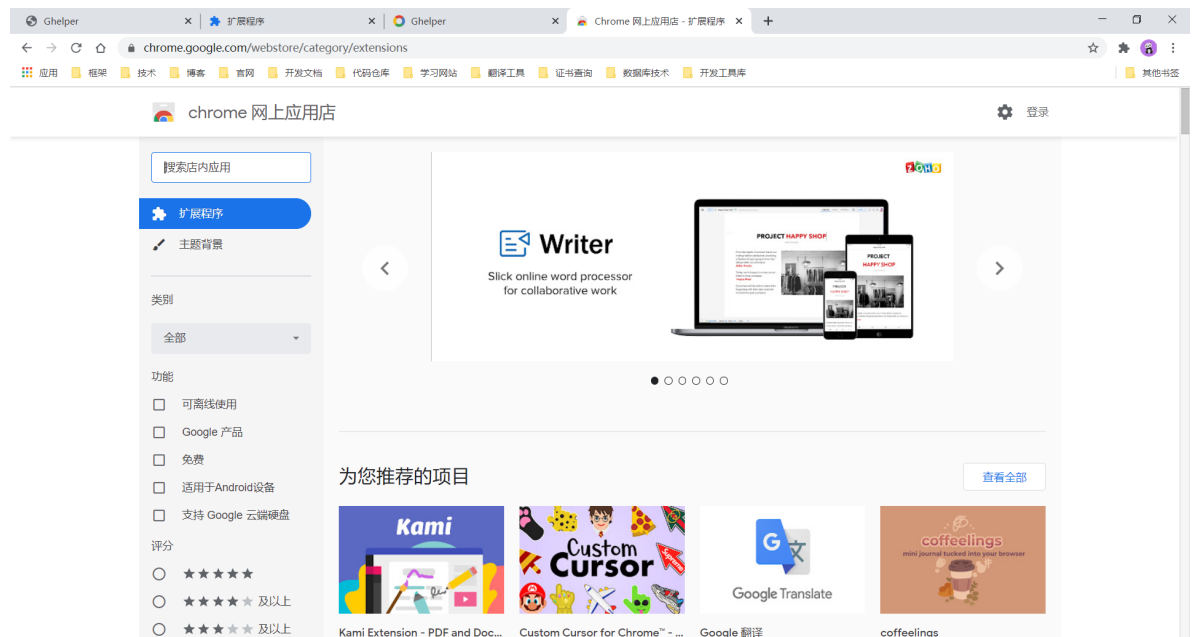 Ghelper
扩展程序
Ghelper
Chrome 网上应用店 - 扩展程序
chrome.google.com/webstore/category/extensions
应用
框架
技术
博客
官网
开发文档
代码仓库
学习网站
翻译工具
证书查询
数据库技术
开发工具库
其他书签
chrome 网上应用店
登录
搜索店内应用
扩展程序
主题背景
类别
全部
功能
可离线使用
Google 产品
免费
适用于Android设备
支持 Google 云端硬盘
评分
及以上
及以上
ZOHO
Writer
Slick online word processor
for collaborative work
PROJECT HAPPY SHOP
PROJECT
HAPPY SHOP
PROJECT
HAPPY SHOP
为您推荐的项目
查看全部
Kami
Custom
Cursor
Supreme
Google Translate
coffeelings
mini journal tucked into your browser
Kami Extension - PDF and Doc...
Custom Cursor for Chrome™ - ...
Google 翻译
coffeelings